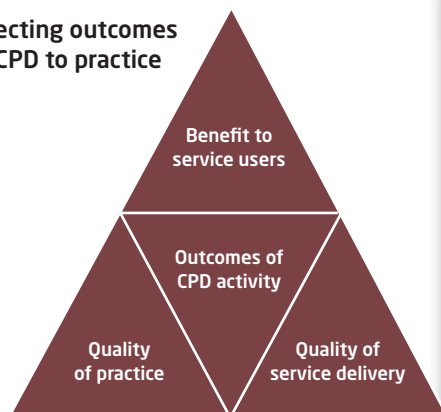 ecting outcomes
CPD to practice
Benefit to
service users
Outcomes of
CPD activity
Quality
of practice
Quality of
service delivery